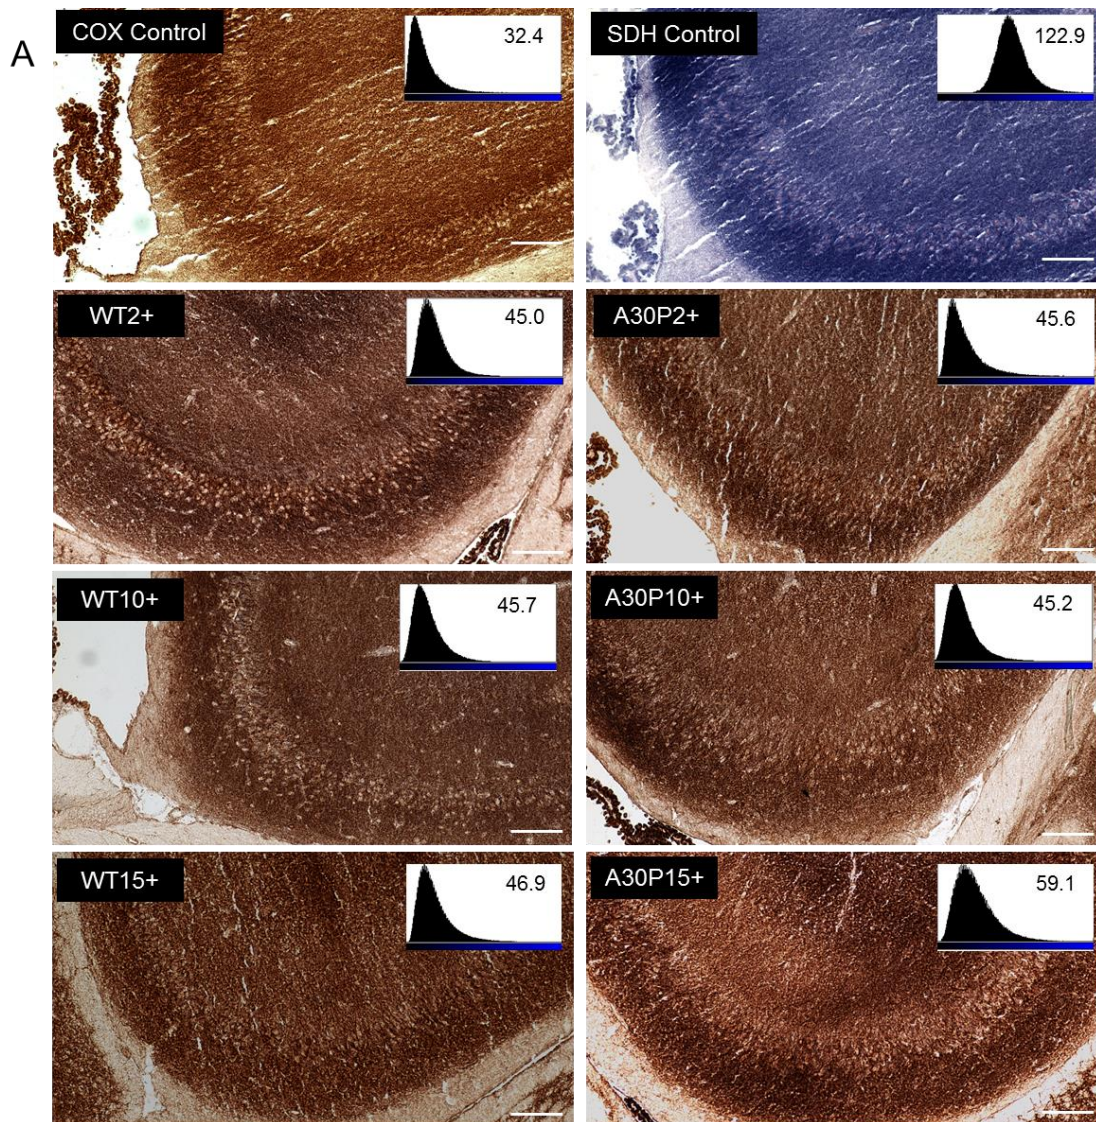 A
COX Control
32.4
SDH Control
122.9
WT2+
45.0
A30P2+
45.6
WT10+
45.7
A30P10+
45.2
WT15+
46.9
A30P15+
59.1